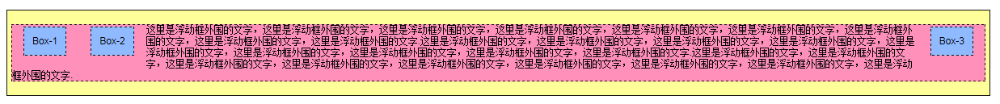 Box-1
Box-2
这里是浮动框外围的文字，这里是浮动框外围的文字，这里是浮动框外围的文字，这里是浮动框外围的文字，这里是浮动框外围的文字，这里是浮动框外围的文字，这里是浮动框外
围的文字，这里是浮动框外围的文字，这里是浮动框外围的文字.这里是浮动框外围的文字，这里是浮动框外围的文字，这里是浮动框外围的文字，这里是浮动框外围的文字，这里是
浮动框外围的文字，这里是浮动框外围的文字，这里是浮动框外围的文字，这里是浮动框外围的文字，这里是浮动框外围的文字.这里是浮动框外围的文字，这里是浮动框外围的文
字，这里是浮动框外围的文字，这里是浮动框外围的文字，这里是浮动框外围的文字，这里是浮动框外围的文字，这里是浮动框外围的文字，这里是浮动框外围的文字，这里是浮动
框外围的文字.
Box-3